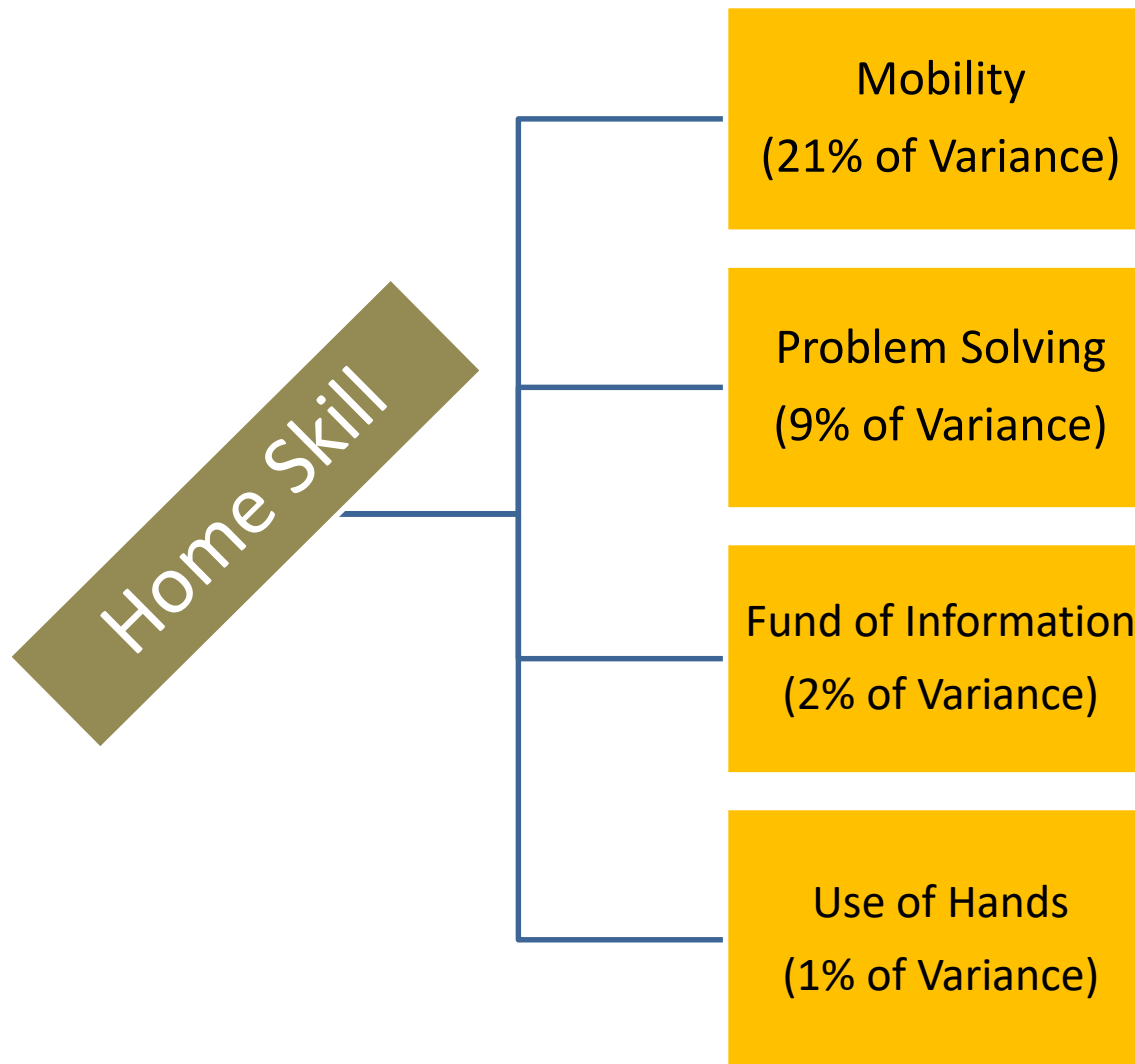 Home Skill
Mobility
(21% of Variance)
Problem Solving
(9% of Variance)
Fund of Information
(2% of Variance)
Use of Hands
(1% of Variance)